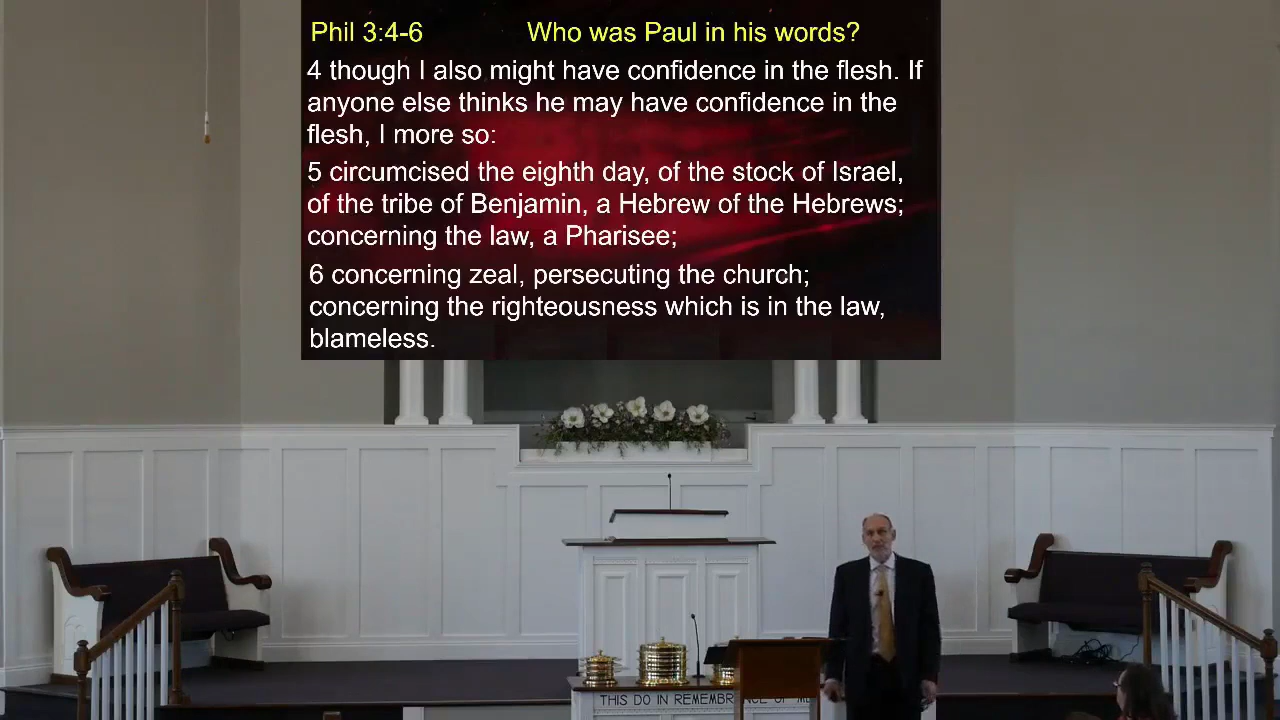 Phil 3:4-6 Who was Paul in his words?
4 though I also might have confidence in the flesh. If
anyone else thinks he may have confidence in the
flesh, I more so:
5 circumcised the eighth day, of the stock of Israel,
of the tribe of Benjamin, a Hebrew of the Hebrews;
concerning the law, a Pharisee;
6 concerning zeal, persecuting the church;
concerning the righteousness which is in the law,
blameless.
THIS DO IN REMEMBRANCE OF ME